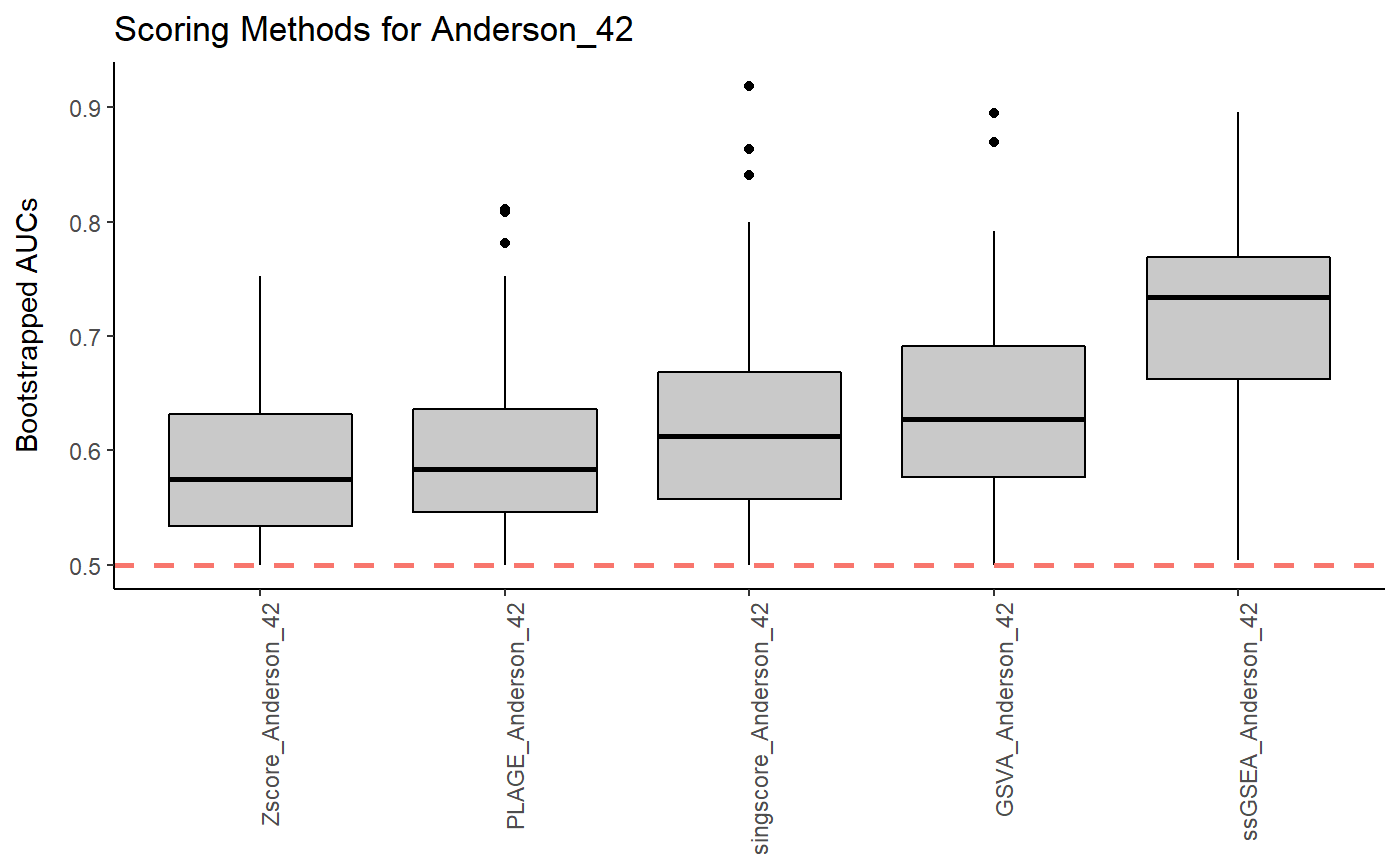 Scoring Methods for Anderson_42
Bootstrapped AUCs
0.9
0.8
0.7
0.6
0.5
Zscore_Anderson_42
PLAGE_Anderson_42
singscore_Anderson_42
GSVA_Anderson_42
ssGSEA_Anderson_42